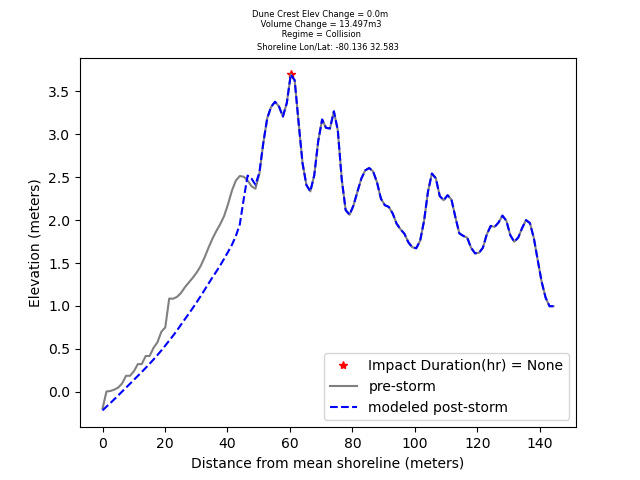 Dune Crest Elev Change = 0.0m
Volume Change = 13.497m3
Regime = Collision
Shoreline Lon/Lat: -80.136 32.583
3.5
3.0
2.5
2.0
1.5
1.0
0.5
0.0
Elevation (meters)
Impact Duration(hr) = None
pre-storm
modeled post-storm
0 20 40 60 80 100 120 140
Distance from mean shoreline (meters)